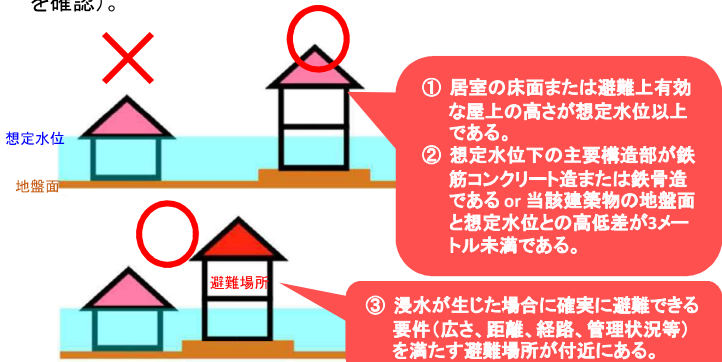 を確認)。
① 居室の床面または避難上有効
な屋上の高さが想定水位以上
である。
② 想定水位下の主要構造部が鉄
筋コンクリート造または鉄骨造
である or 当該建築物の地盤面
と想定水位との高低差が3メー
トル未満である。
想定水位
地盤面
避難場所
③ 浸水が生じた場合に確実に避難できる
要件(広さ、距離、経路、管理状況等)
を満たす避難場所が付近にある。